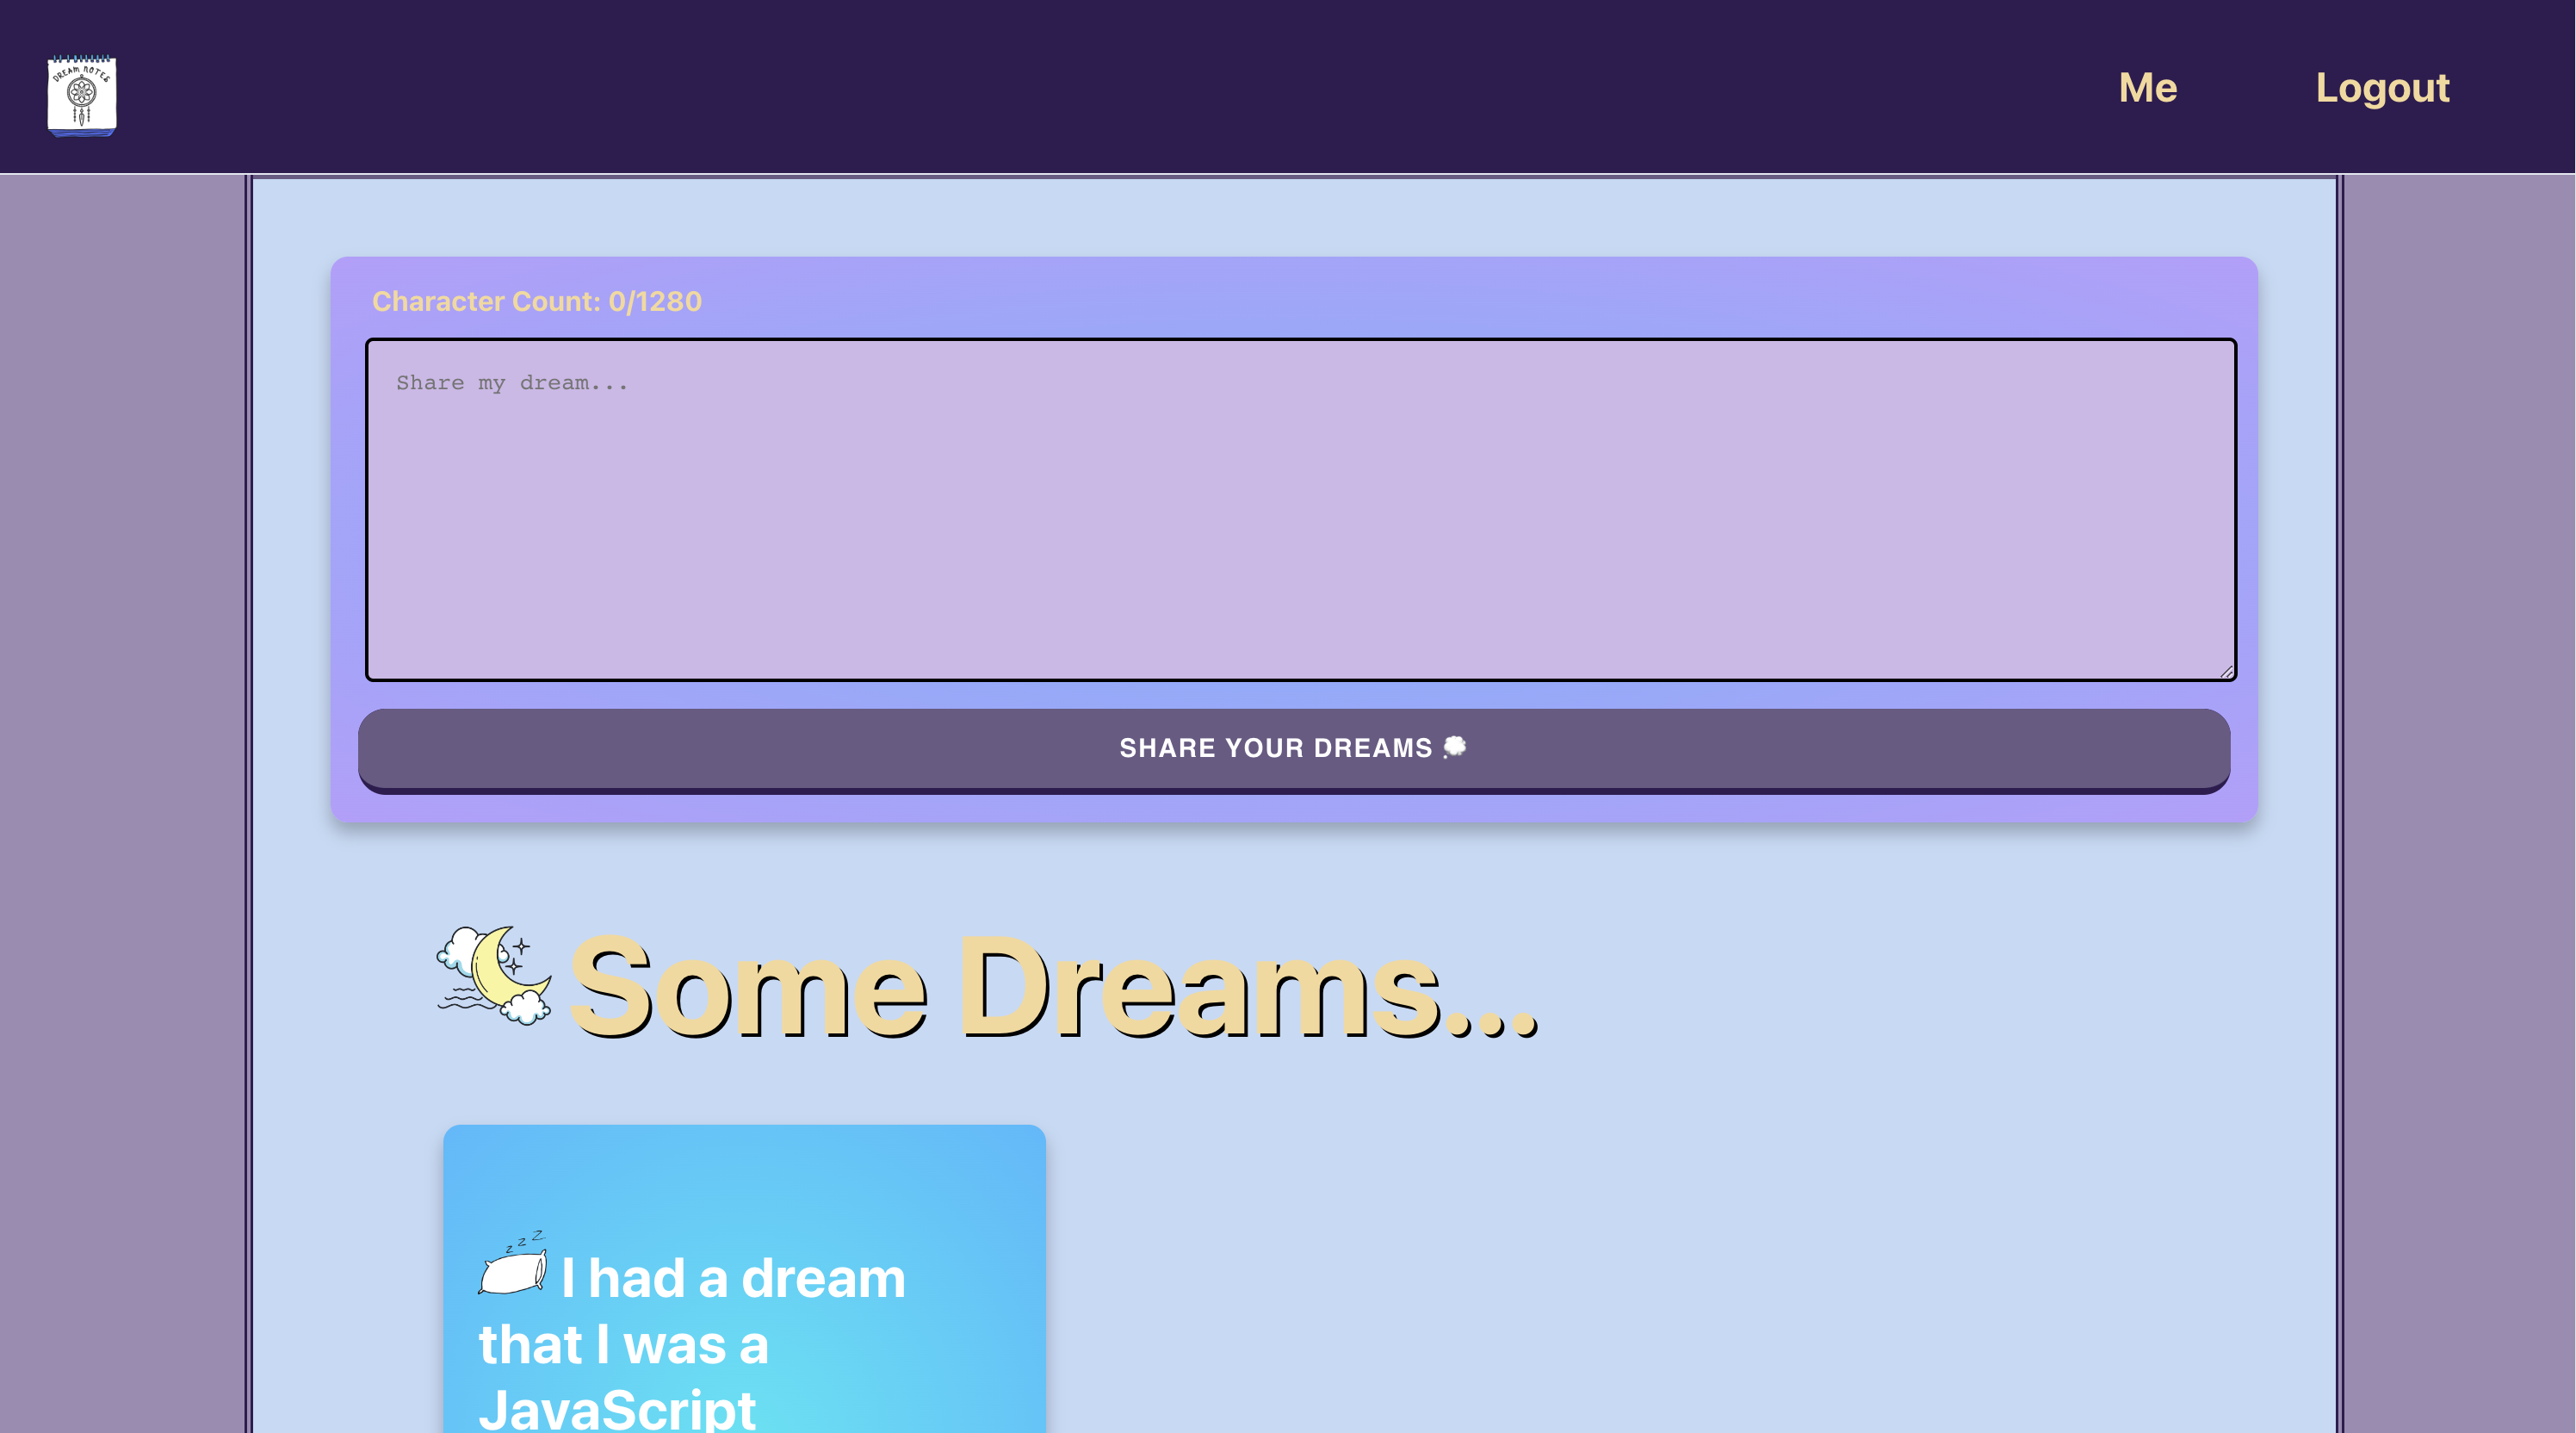 DREAM NOTES
Me
Logout
Character Count: 0/1280
Share my dream...
SHARE YOUR DREAMS 💭
Some Dreams...
z z z
I had a dream
that I was a
JavaScript